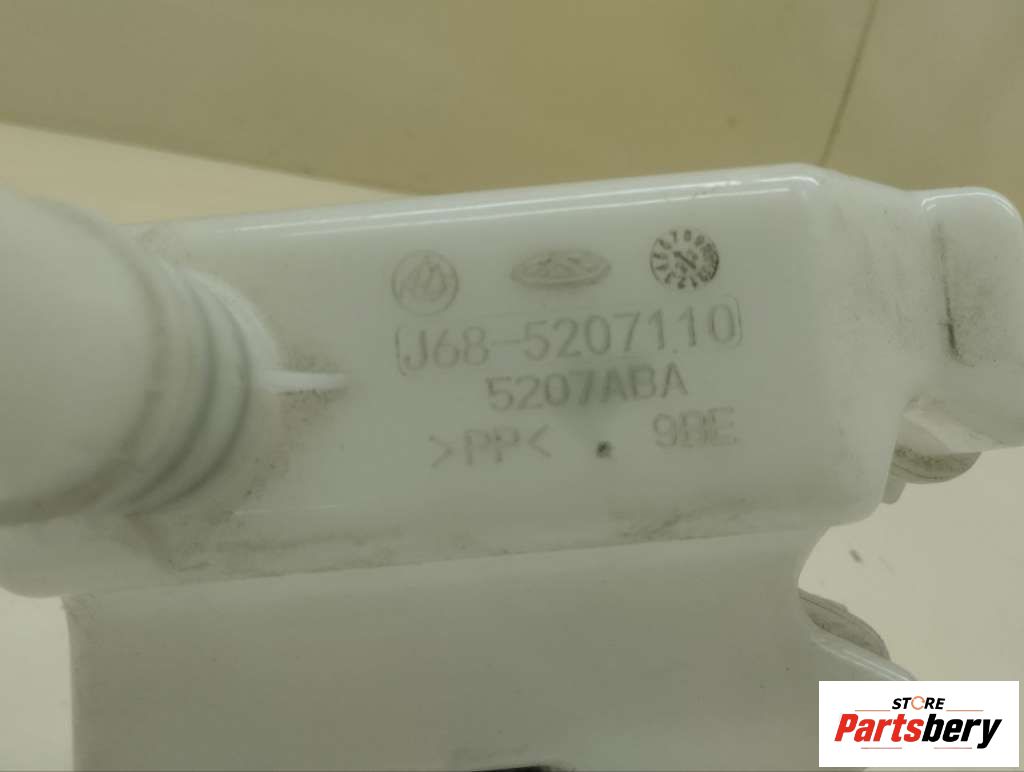 J68-5207110
5207ABA
>PP< 9BE
STORE
Partsbery